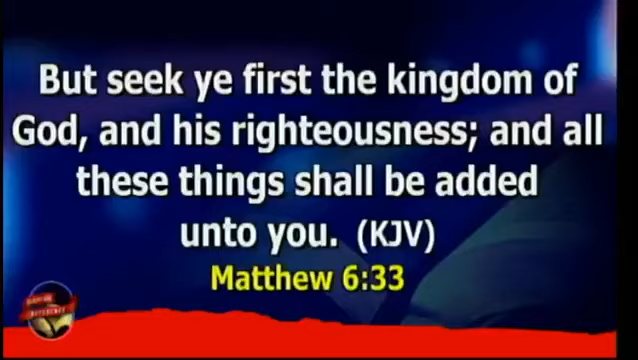 But seek ye first the kingdom of
God, and his righteousness; and all
these things shall be added
unto you. (KJV)
Matthew 6:33